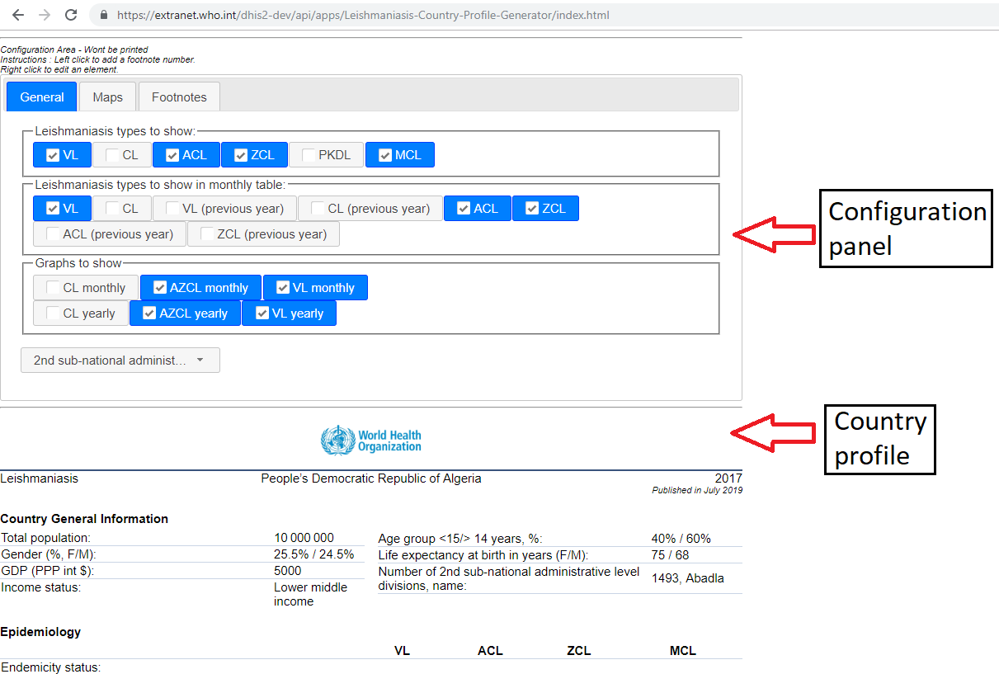 https://extranet.who.int/dhis2-dev/api/apps/Leishmaniasis-Country-Profile-Generator/index.html
Configuration Area - Wont be printed
Instructions : Left click to add a footnote number.
Right click to edit an element.
General Maps Footnotes
Leishmaniasis types to show:
VL CL ACL ZCL PKDL MCL
Leishmaniasis types to show in monthly table:
VL CL VL (previous year) CL (previous year) ACL ZCL
ACL (previous year) ZCL (previous year)
Configuration
panel
Graphs to show
CL monthly AZCL monthly VL monthly
CL yearly AZCL yearly VL yearly
2nd sub-national administ...
World Health
Organization
Country
profile
Leishmaniasis People's Democratic Republic of Algeria 2017
Published in July 2019
Country General Information
Total population: 10 000 000 Age group <15/> 14 years, %: 40% / 60%
Gender (%, F/M): 25.5% / 24.5% Life expectancy at birth in years (F/M): 75 / 68
GDP (PPP int $): 5000 Number of 2nd sub-national administrative level
divisions, name: 1493, Abadla
Income status: Lower middle
income
Epidemiology
VL ACL ZCL MCL
Endemicity status: